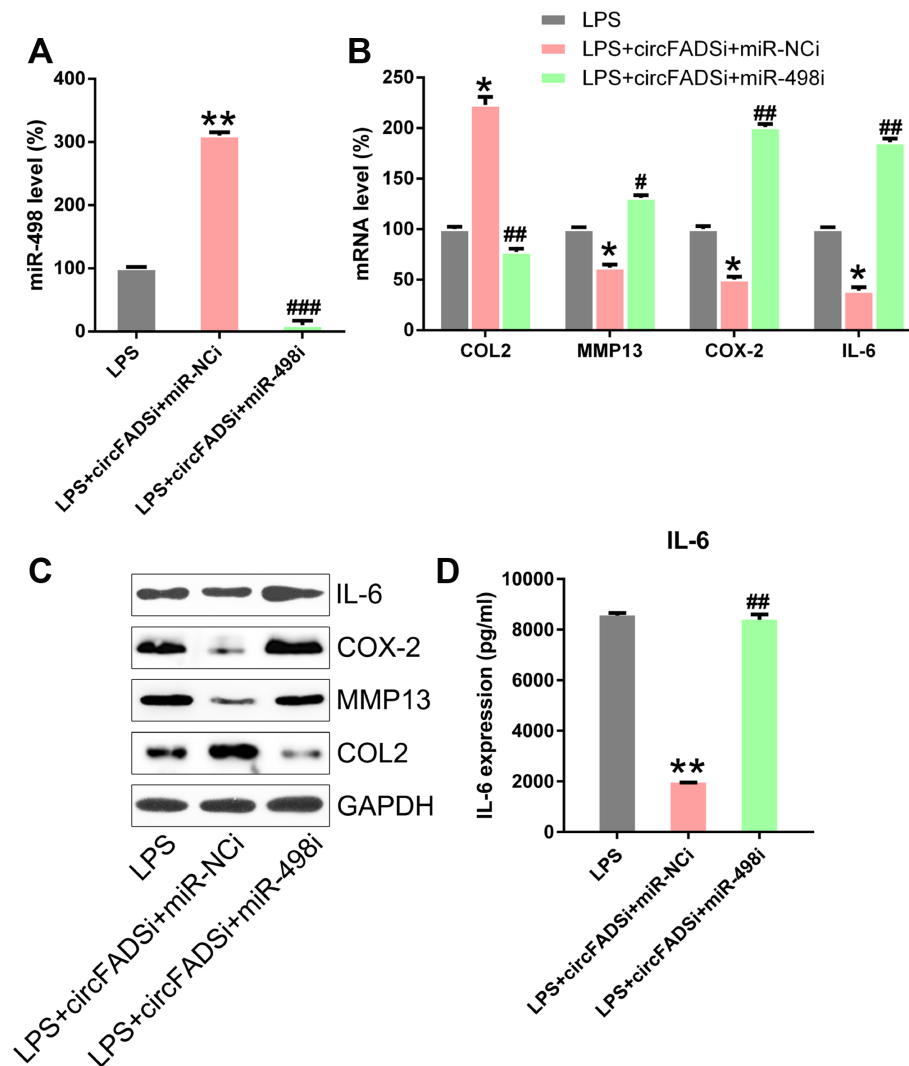 A
miR-498 level (%)
400
300
200
100
0
**
###
LPS
LPS+circFADSi+miR-NCi
LPS+circFADSi+miR-498i
B
LPS
LPS+circFADSi+miR-NCi
LPS+circFADSi+miR-498i
mRNA level (%)
250
200
150
100
50
0
*
##
*
#
*
##
*
##
COL2 MMP13 COX-2 IL-6
C
IL-6
COX-2
MMP13
COL2
GAPDH
LPS
LPS+circFADSi+miR-NCi
LPS+circFADSi+miR-498i
D
IL-6
IL-6 expression (pg/ml)
10000
8000
6000
4000
2000
0
**
##
LPS
LPS+circFADSi+miR-NCi
LPS+circFADSi+miR-498i